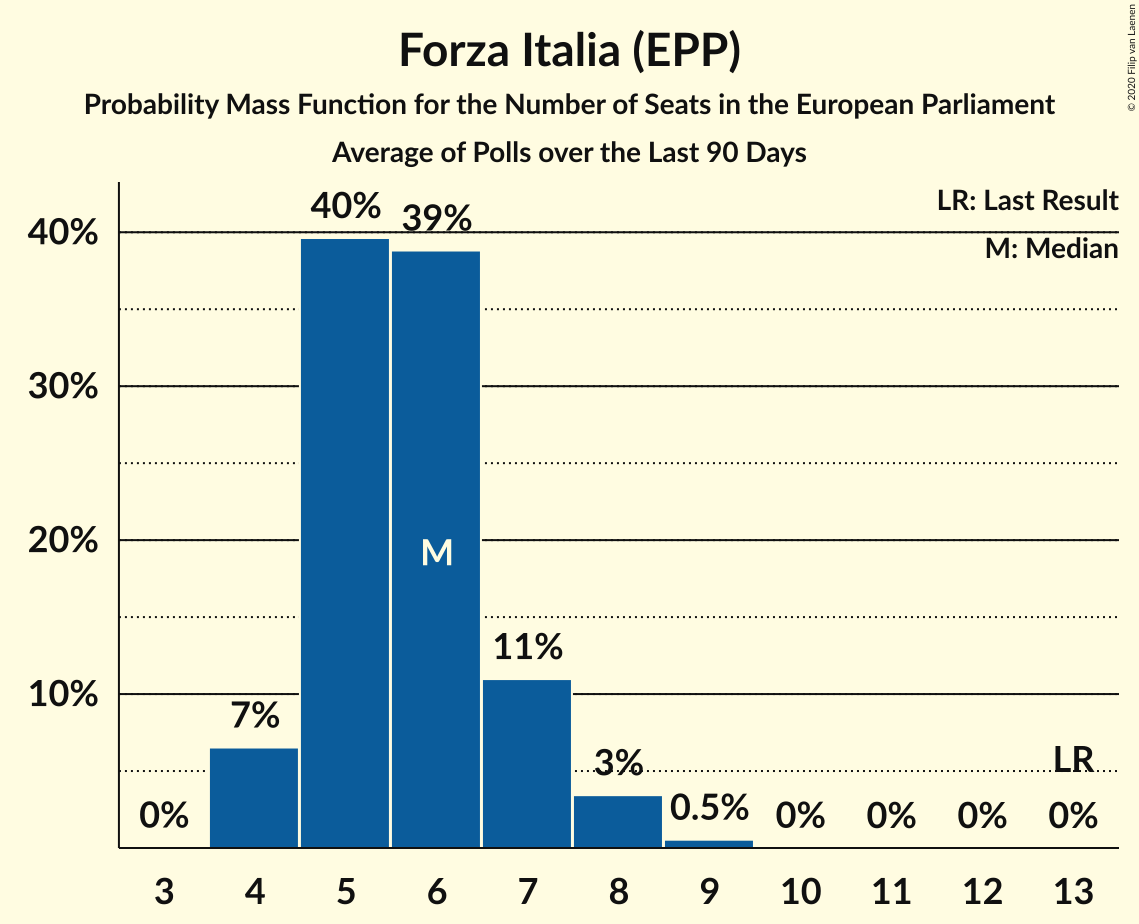 Forza Italia (EPP)
Probability Mass Function for the Number of Seats in the European Parliament
Average of Polls over the Last 90 Days
© 2020 Filip van Laenen
LR: Last Result
M: Median
40%
30%
20%
10%
0%
7%
40%
39%
M
11%
3%
0.5%
0%
0%
0%
LR
0%
3 4 5 6 7 8 9 10 11 12 13